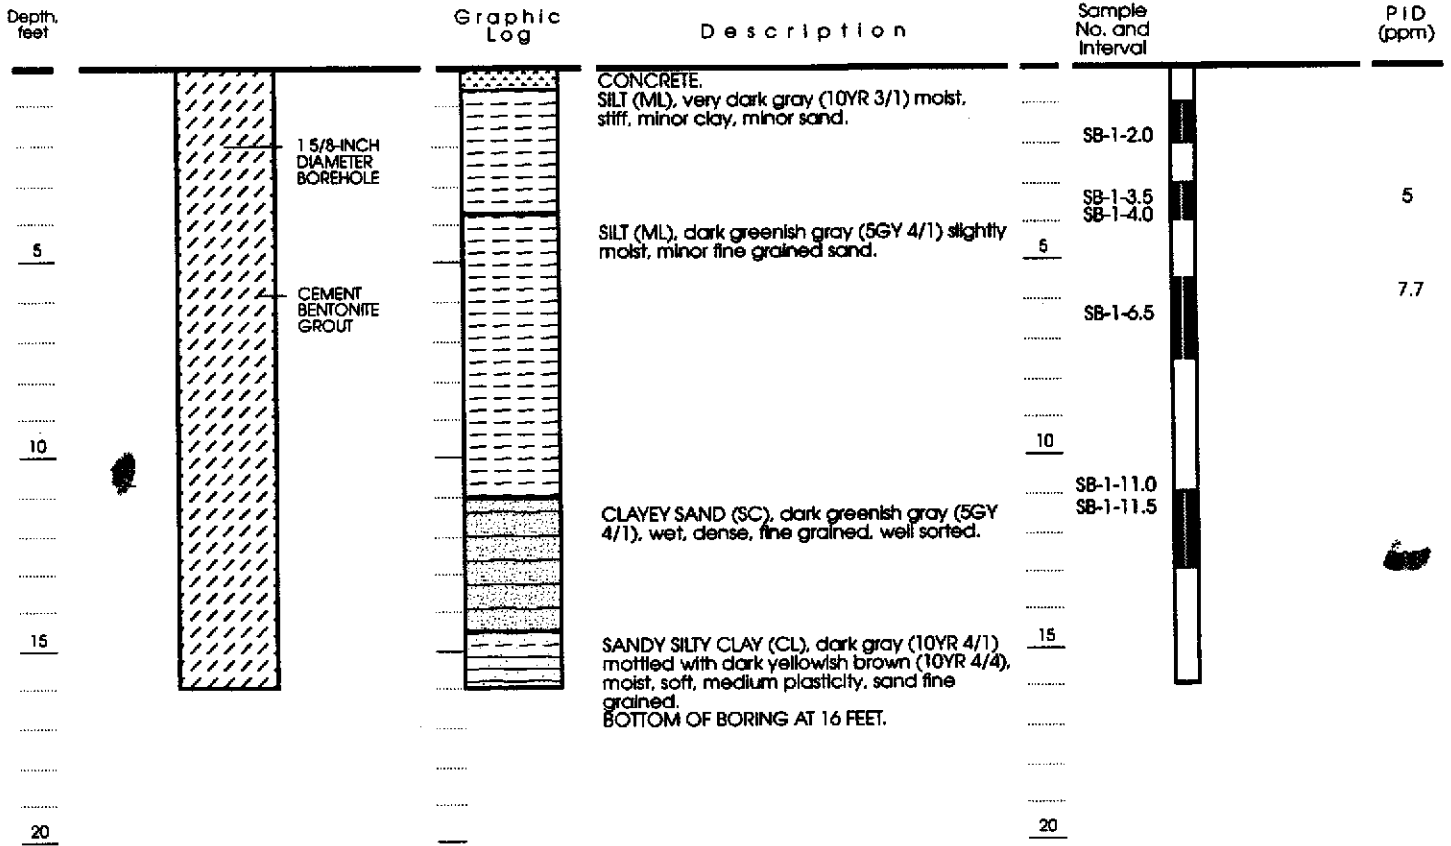 Depth,
feet
Graphic
Log
Description
Sample
No. and
Interval
PID
(ppm)
CONCRETE.
SILT (ML), very dark gray (10YR 3/1) moist,
stiff, minor clay, minor sand.
1 5/8-INCH
DIAMETER
BOREHOLE
SB-1-2.0
SB-1-3.5
5
SB-1-4.0
SILT (ML), dark greenish gray (5GY 4/1) slightly
moist, minor fine grained sand.
5
5
CEMENT
BENTONITE
GROUT
7.7
SB-1-6.5
10
10
SB-1-11.0
SB-1-11.5
CLAYEY SAND (SC), dark greenish gray (5GY
4/1), wet, dense, fine grained, well sorted.
15
15
SANDY SILTY CLAY (CL), dark gray (10YR 4/1)
mottled with dark yellowish brown (10YR 4/4),
moist, soft, medium plasticity, sand fine
grained.
BOTTOM OF BORING AT 16 FEET.
20
20